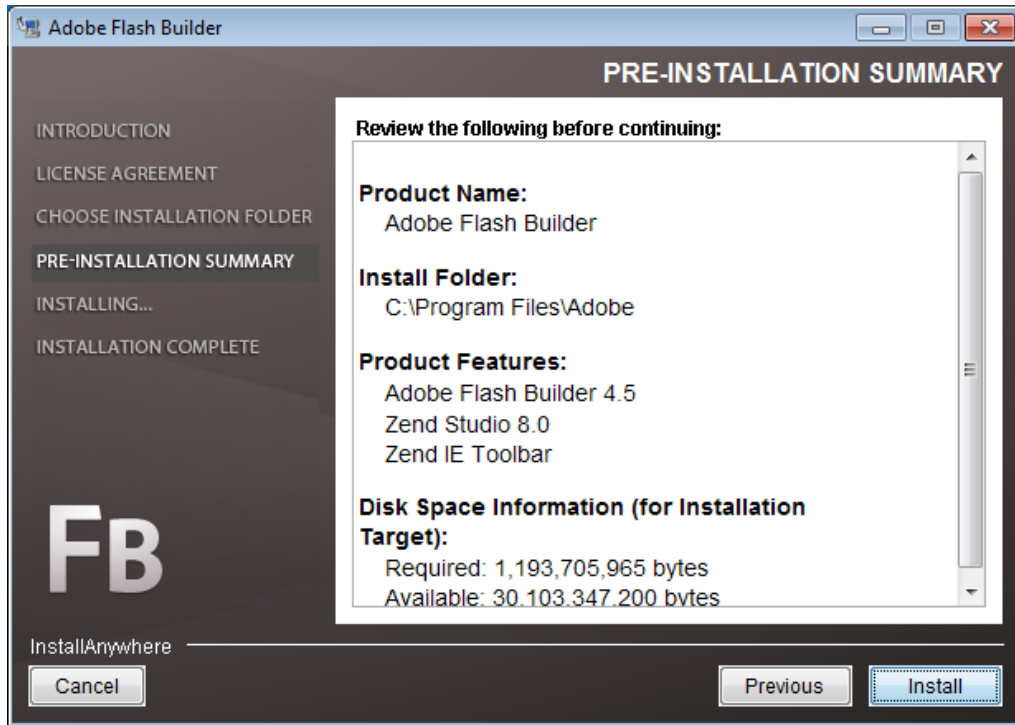 Adobe Flash Builder
PRE-INSTALLATION SUMMARY
INTRODUCTION
LICENSE AGREEMENT
CHOOSE INSTALLATION FOLDER
PRE-INSTALLATION SUMMARY
INSTALLING...
INSTALLATION COMPLETE
FB
Review the following before continuing:
Product Name:
Adobe Flash Builder
Install Folder:
C:\Program Files\Adobe
Product Features:
Adobe Flash Builder 4.5
Zend Studio 8.0
Zend IE Toolbar
Disk Space Information (for Installation
Target):
Required: 1,193,705,965 bytes
Available: 30,103,347,200 bytes
InstallAnywhere
Cancel
Previous
Install